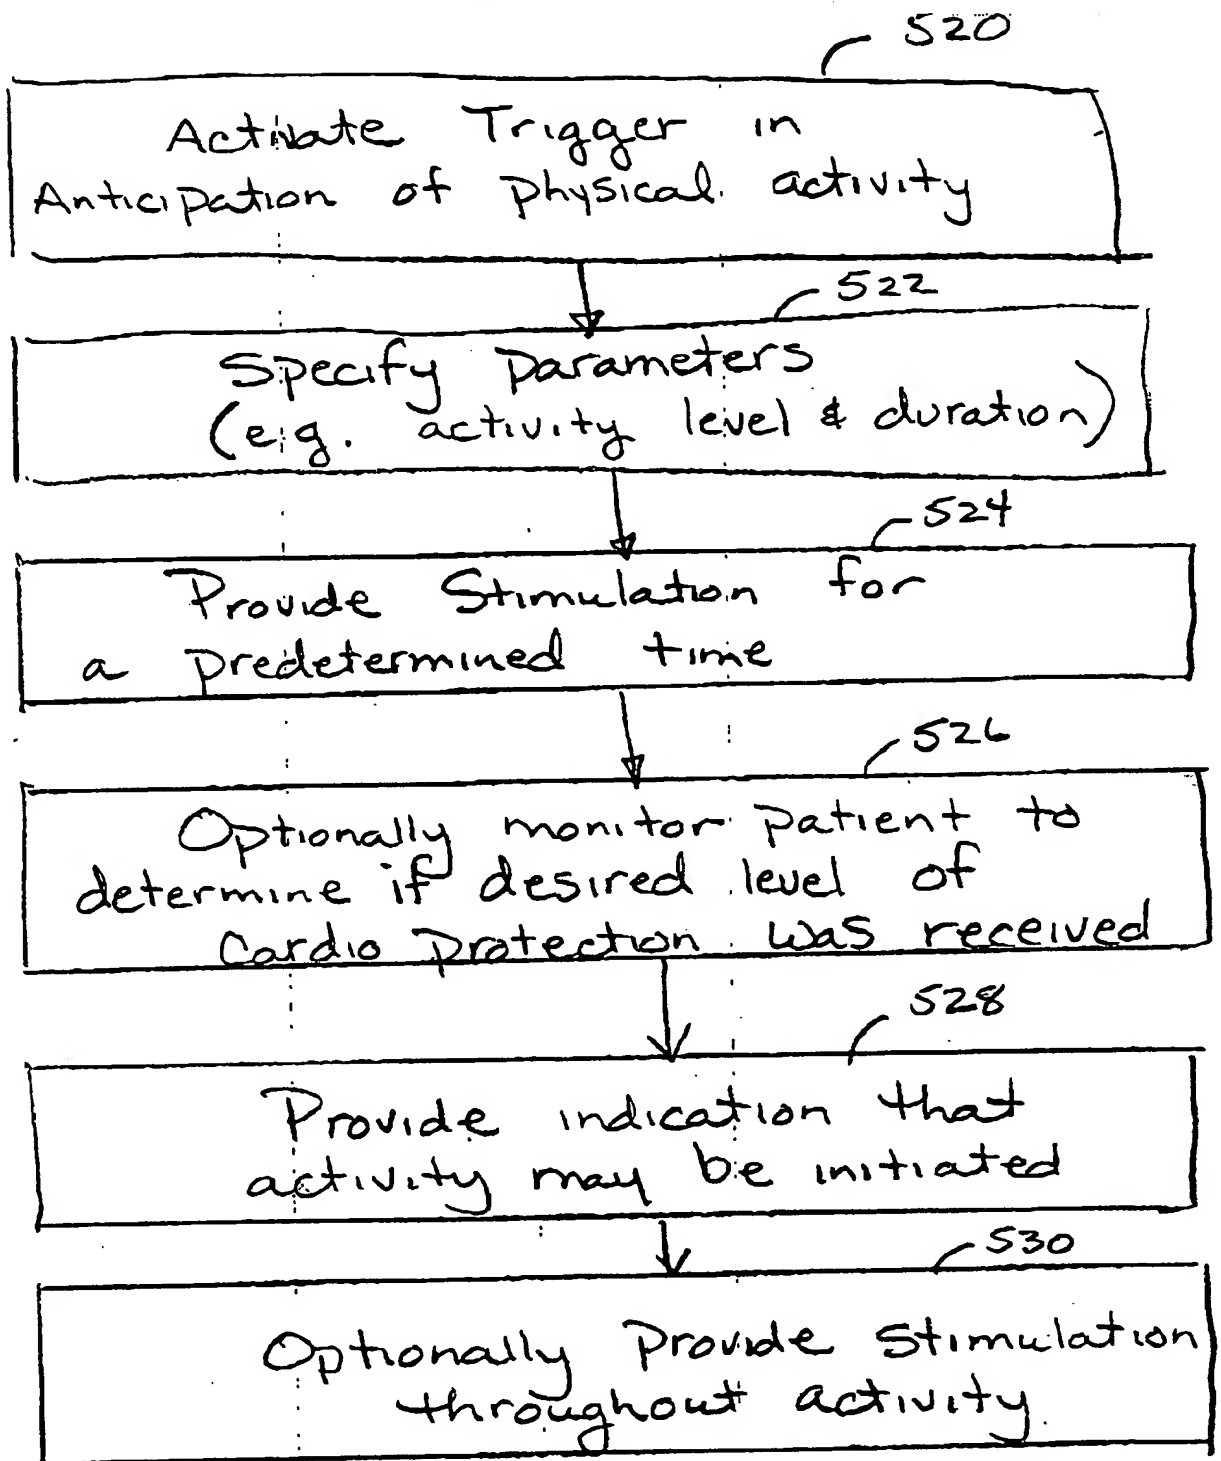 520
Activate Trigger in
Anticipation of physical activity
522
Specify Parameters
(e.g. activity level & duration)
524
Provide Stimulation for
a predetermined time
526
Optionally monitor patient to
determine if desired level of
Cardio Protection was received
528
Provide indication that
activity may be initiated
530
Optionally Provide Stimulation
throughout activity